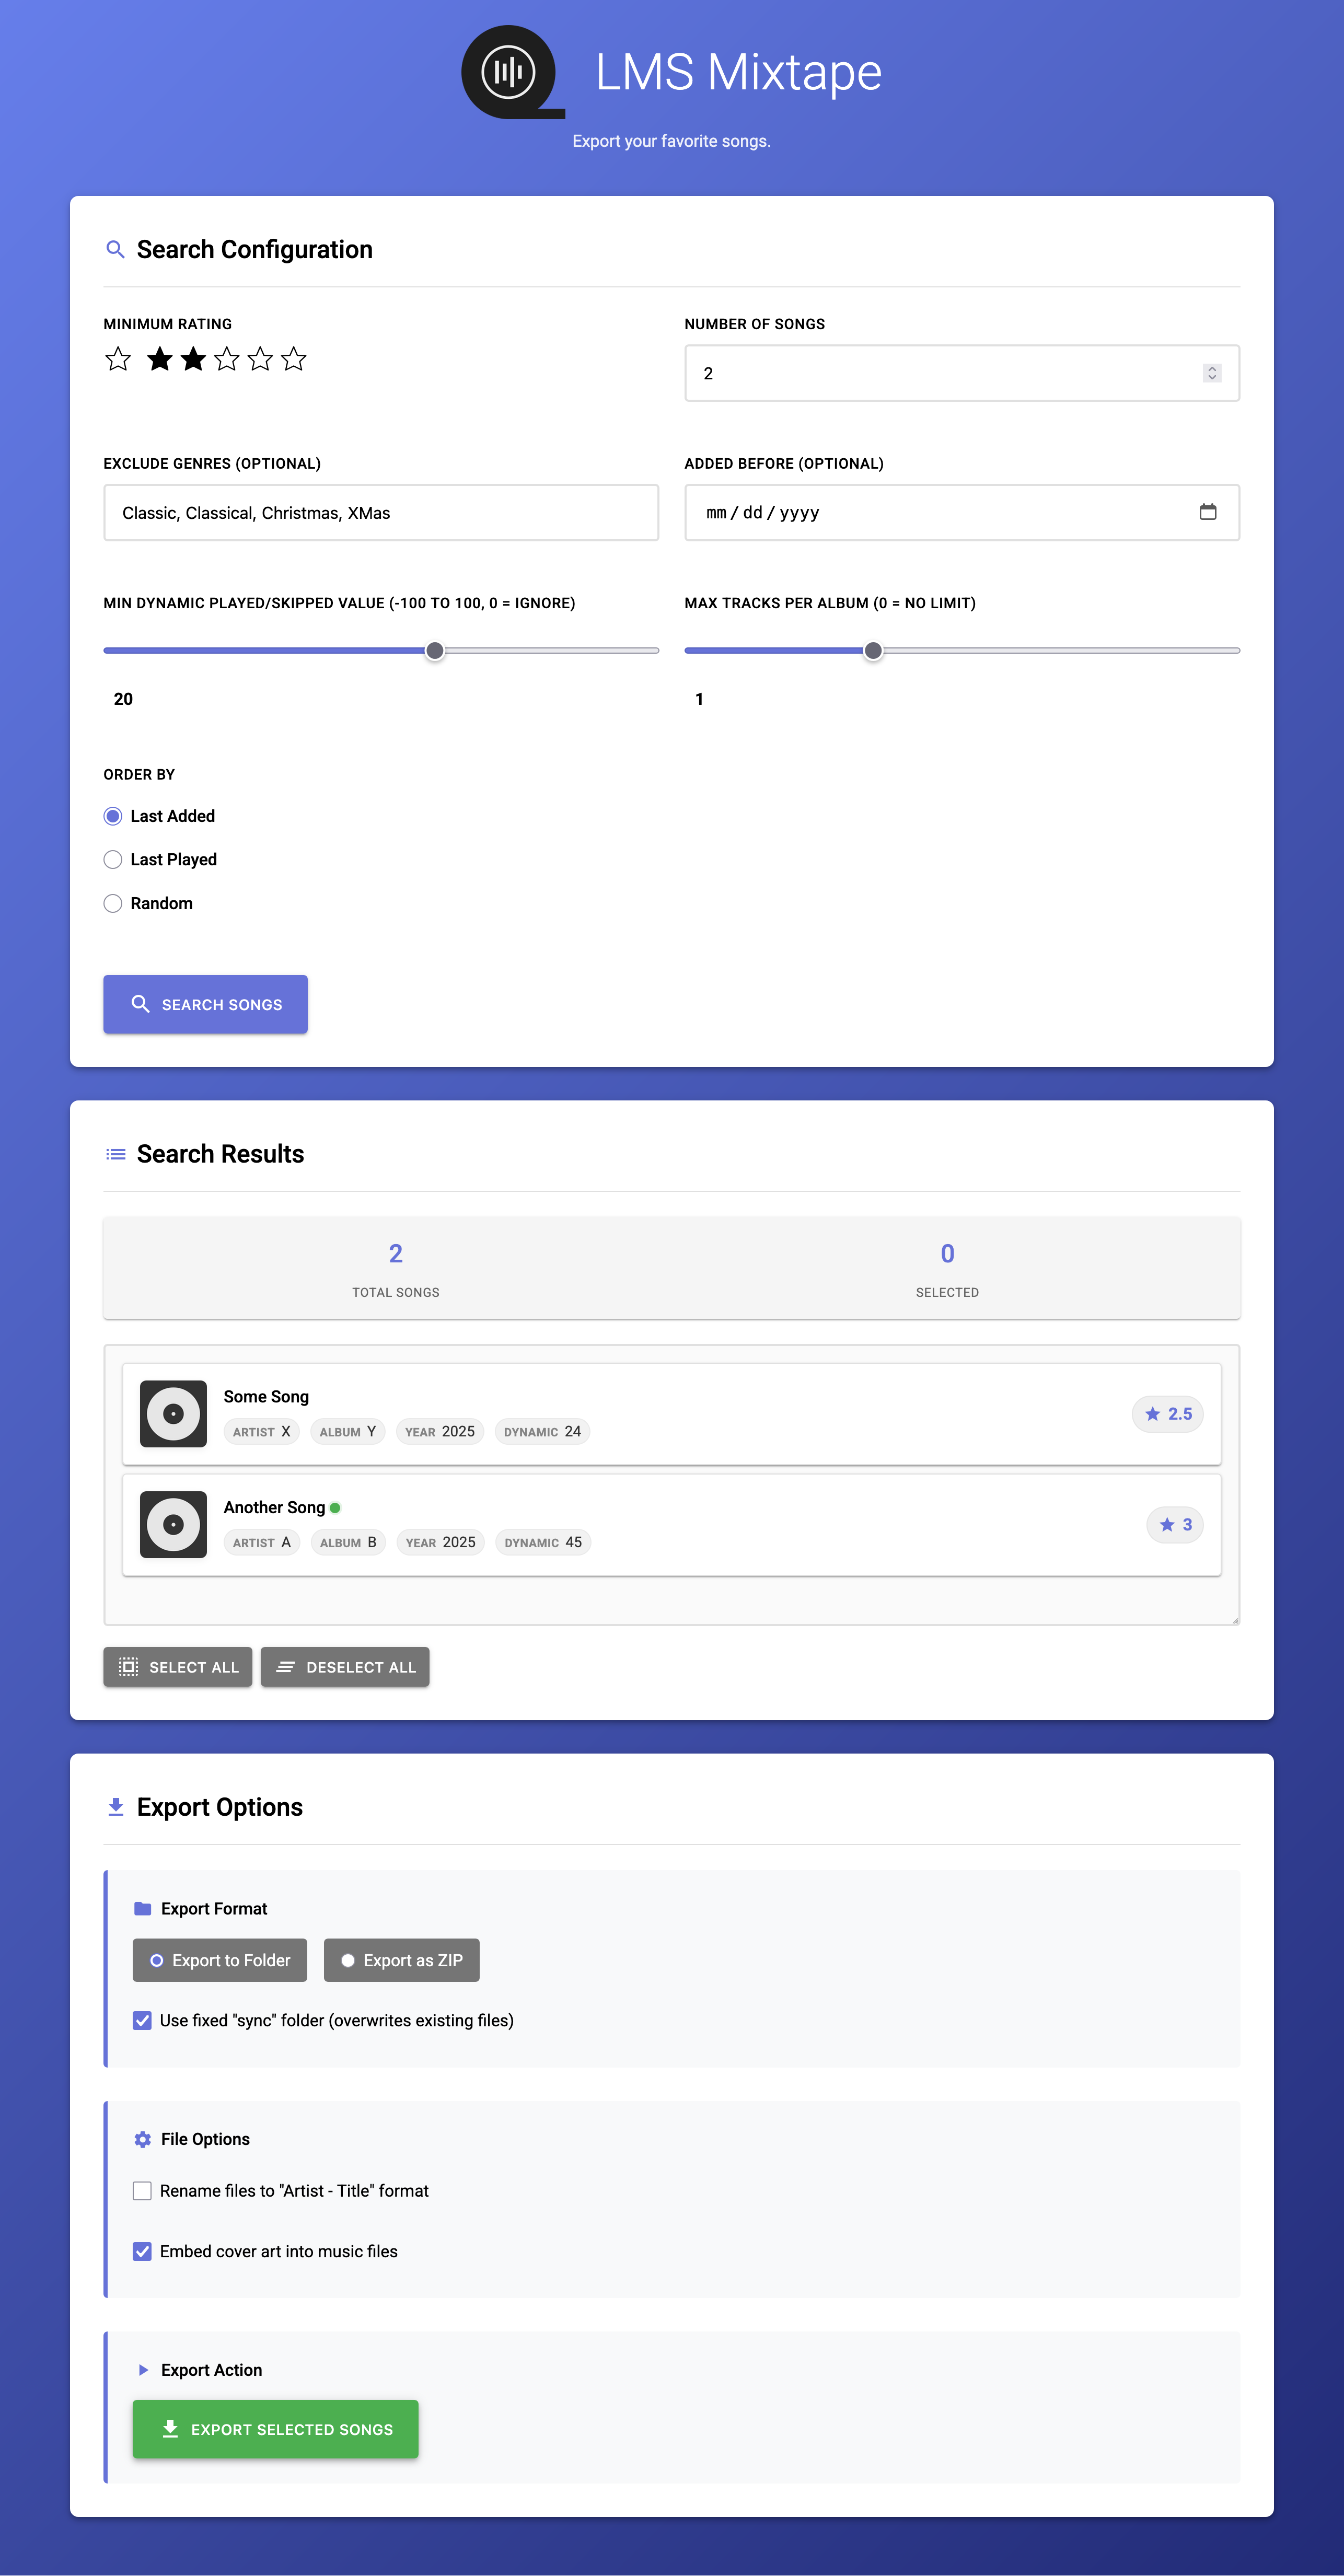 LMS Mixtape
Export your favorite songs.
Search Configuration
MINIMUM RATING
NUMBER OF SONGS
2
EXCLUDE GENRES (OPTIONAL)
ADDED BEFORE (OPTIONAL)
Classic, Classical, Christmas, XMas
mm / dd / yyyy
MIN DYNAMIC PLAYED/SKIPPED VALUE (-100 TO 100, 0 = IGNORE)
MAX TRACKS PER ALBUM (0 = NO LIMIT)
20
1
ORDER BY
Last Added
Last Played
Random
SEARCH SONGS
Search Results
2
0
TOTAL SONGS
SELECTED
Some Song
ARTIST X ALBUM Y YEAR 2025 DYNAMIC 24
2.5
Another Song
ARTIST A ALBUM B YEAR 2025 DYNAMIC 45
3
SELECT ALL
DESELECT ALL
Export Options
Export Format
Export to Folder
Export as ZIP
Use fixed "sync" folder (overwrites existing files)
File Options
Rename files to "Artist - Title" format
Embed cover art into music files
Export Action
EXPORT SELECTED SONGS